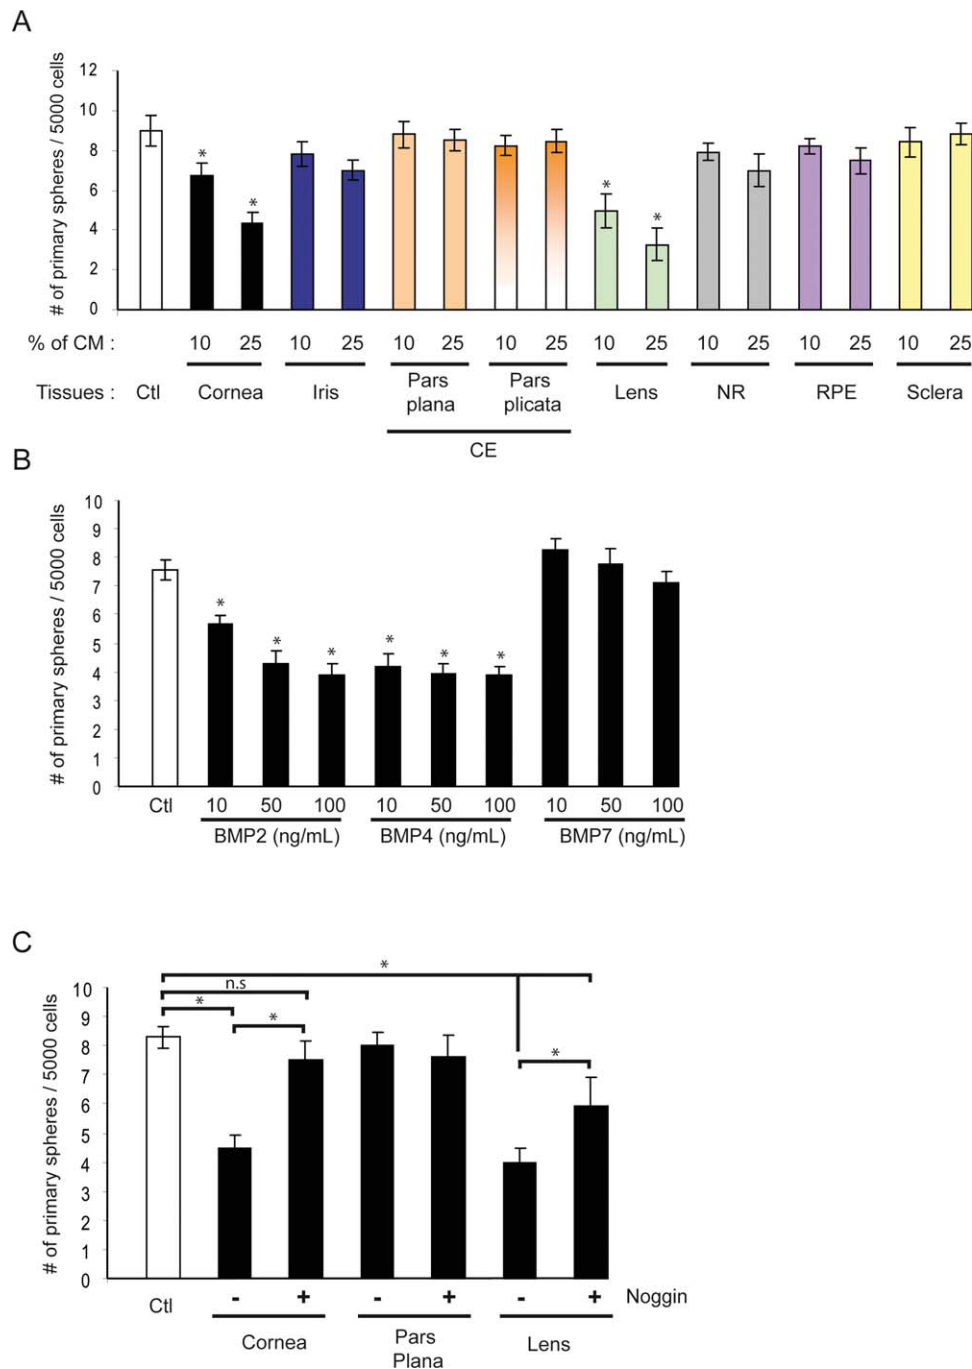 A
# of primary spheres / 5000 cells
12
10
8
6
4
2
0
* * * *
% of CM : 10 25 10 25 10 25 10 25 10 25 10 25 10 25 10 25
Tissues : Ctl Cornea Iris Pars plana Pars plicata Lens NR RPE Sclera
CE
B
# of primary spheres / 5000 cells
10
9
8
7
6
5
4
3
2
1
0
* * * * * *
Ctl 10 50 100 10 50 100 10 50 100
BMP2 (ng/mL) BMP4 (ng/mL) BMP7 (ng/mL)
C
# of primary spheres / 5000 cells
10
9
8
7
6
5
4
3
2
1
0
*
n.s
* * *
Ctl - + - + - + Noggin
Cornea Pars Plana Lens